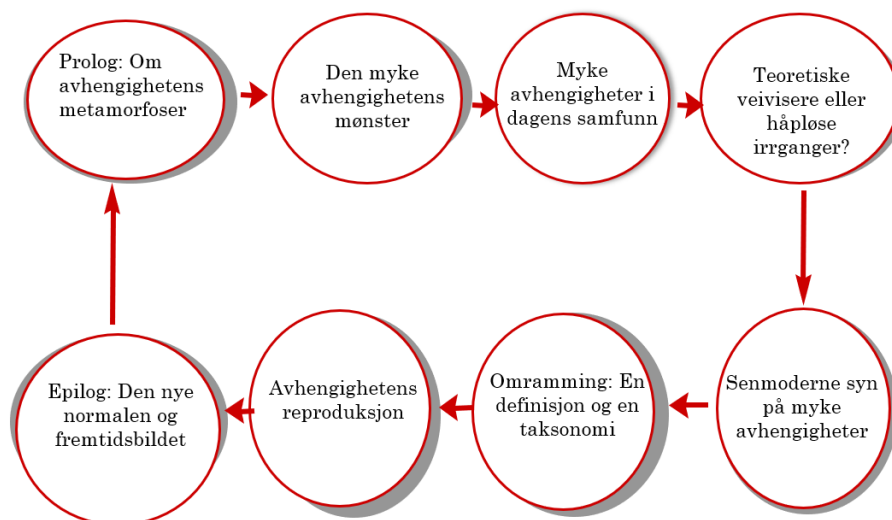 Prolog: Om
avhengighetens
metamorfoser
Den myke
avhengighetens
mønster
Myke
avhengigheter i
dagens samfunn
Teoretiske
veivisere eller
håpløse
irrganger?
Senmoderne syn
på myke
avhengigheter
Omramming: En
definisjon og en
taksonomi
Avhengighetens
reproduksjon
Epilog: Den nye
normalen og
fremtidsbildet